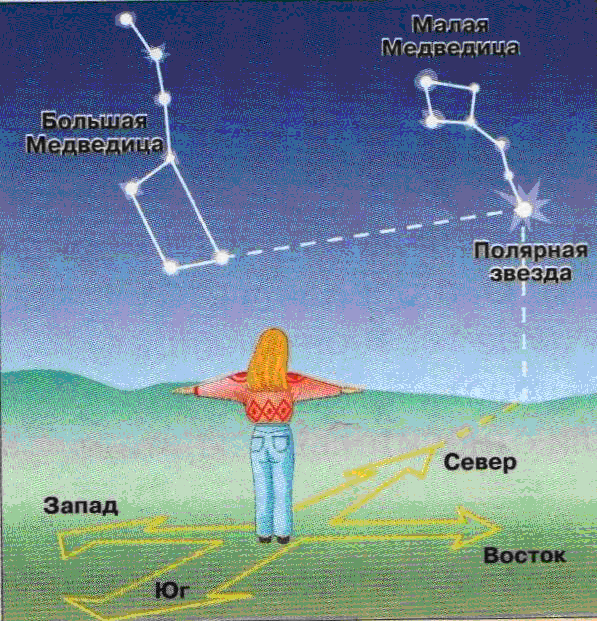 Малая
Медведица
Большая
Медведица
Полярная
звезда
Север
Запад
Восток
Юг